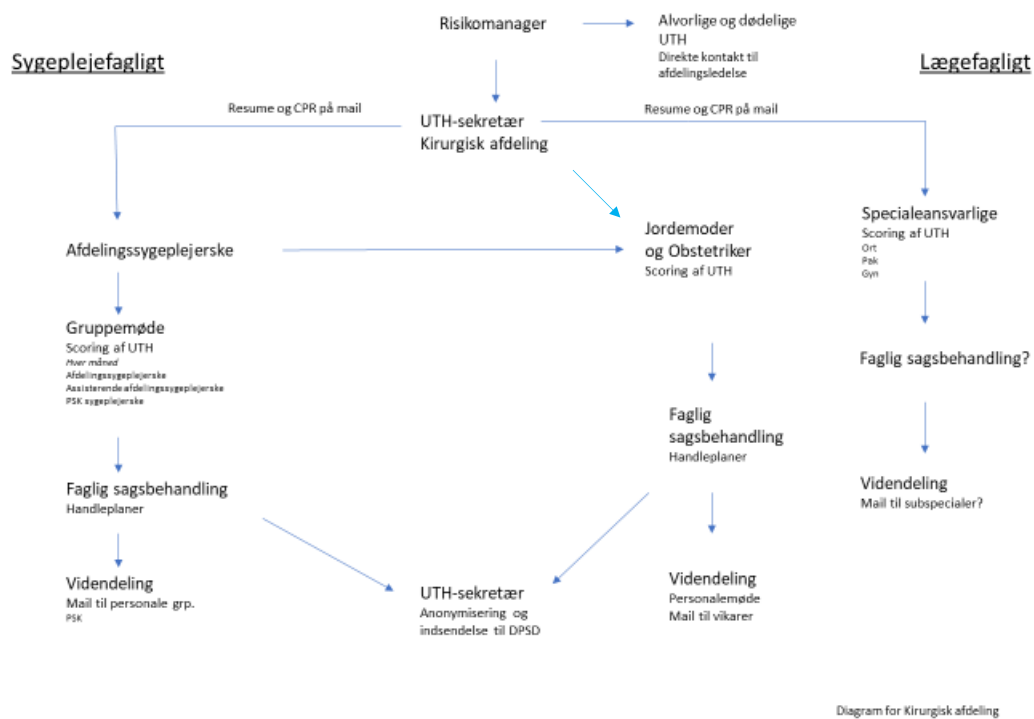 Risikomanager
Alvorlige og dødelige
UTH
Direkte kontakt til
afdelingsledelse
Sygeplejefagligt
Lægefagligt
Resume og CPR på mail
Resume og CPR på mail
UTH-sekretær
Kirurgisk afdeling
Afdelingssygeplejerske
Jordemoder
og Obstetriker
Scoring af UTH
Specialeansvarlige
Scoring af UTH
Ort
Pak
Gyn
Gruppemøde
Scoring af UTH
Hver måned
Afdelingssygeplejerske
Assisterende afdelingssygeplejerske
PSK sygeplejerske
Faglig sagsbehandling?
Faglig
sagsbehandling
Handleplaner
Faglig sagsbehandling
Handleplaner
Videndeling
Mail til subspecialer?
Videndeling
Mail til personale grp.
PSK
UTH-sekretær
Anonymisering og
indsendelse til DPSD
Videndeling
Personalemøde
Mail til vikarer
Diagram for Kirurgisk afdeling